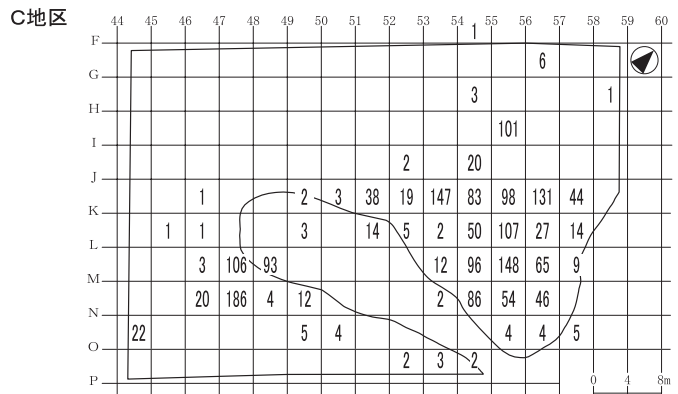 C地区
44 45 46 47 48 49 50 51 52 53 54 55 56 57 58 59 60
1
F
6
G
3 1
H
101
I
2 20
J
1 2 3 38 19 147 83 98 131 44
K
1 1 3 14 5 2 50 107 27 14
L
3 106 93 12 96 148 65 9
M
20 186 4 12 2 86 54 46
N
22 5 4 4 4 5
O
2 3 2
P
0 4 8m